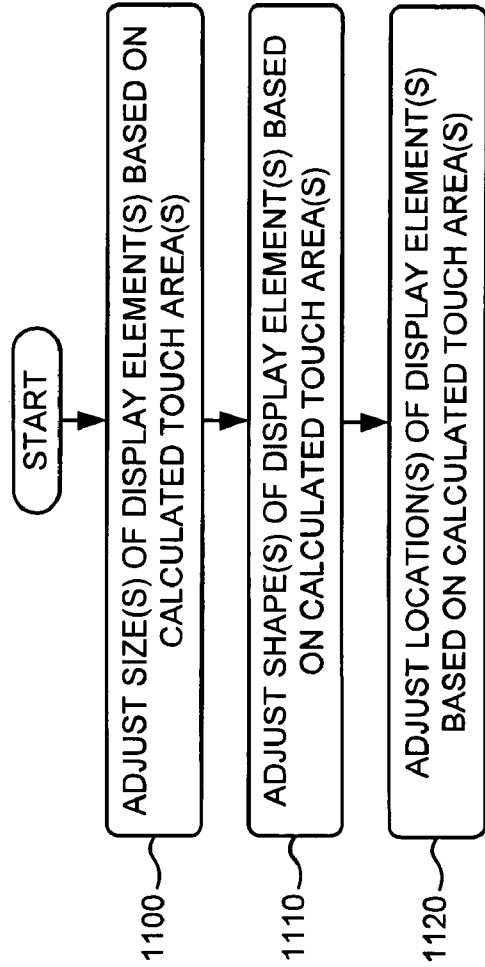 START
ADJUST SIZE(S) OF DISPLAY ELEMENT(S) BASED ON
CALCULATED TOUCH AREA(S)
1100
ADJUST SHAPE(S) OF DISPLAY ELEMENT(S) BASED
ON CALCULATED TOUCH AREA(S)
1110
ADJUST LOCATION(S) OF DISPLAY ELEMENT(S)
BASED ON CALCULATED TOUCH AREA(S)
1120